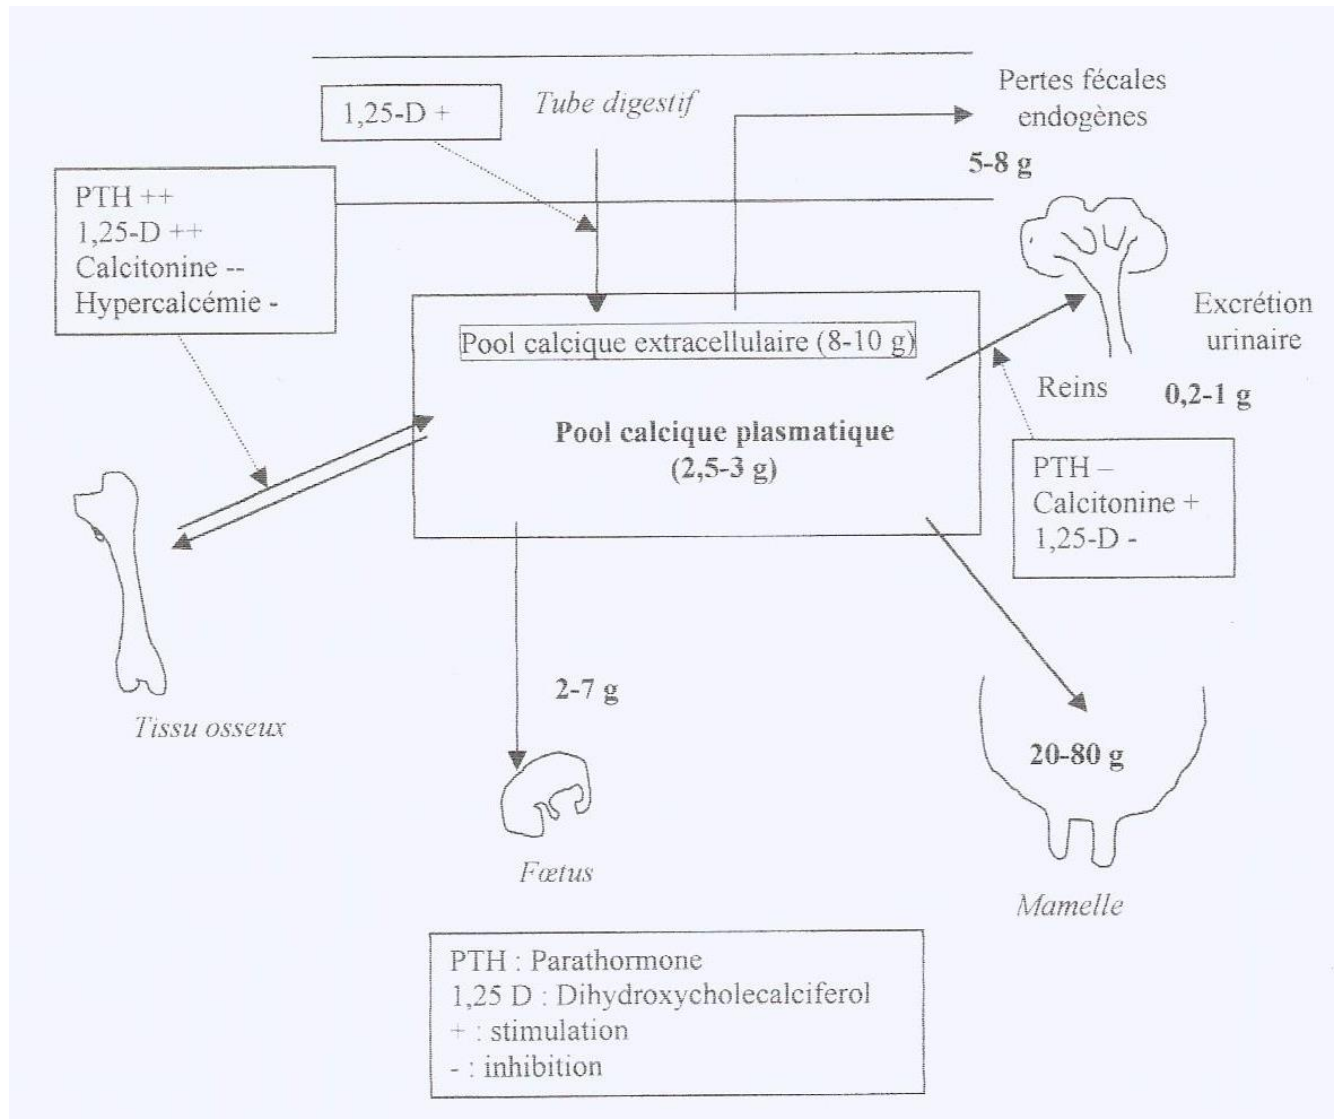 1,25-D +
Tube digestif
Pertes fécales
endogènes
5-8 g
PTH ++
1,25-D ++
Calcitonine --
Hypercalcémie -
Pool calcique extracellulaire (8-10 g)
Pool calcique plasmatique
(2,5-3 g)
Excrétion
urinaire
Reins
0,2-1 g
PTH –
Calcitonine +
1,25-D -
Tissu osseux
2-7 g
Fœtus
20-80 g
Mamelle
PTH : Parathormone
1,25 D : Dihydroxycholecalciferol
+ : stimulation
- : inhibition